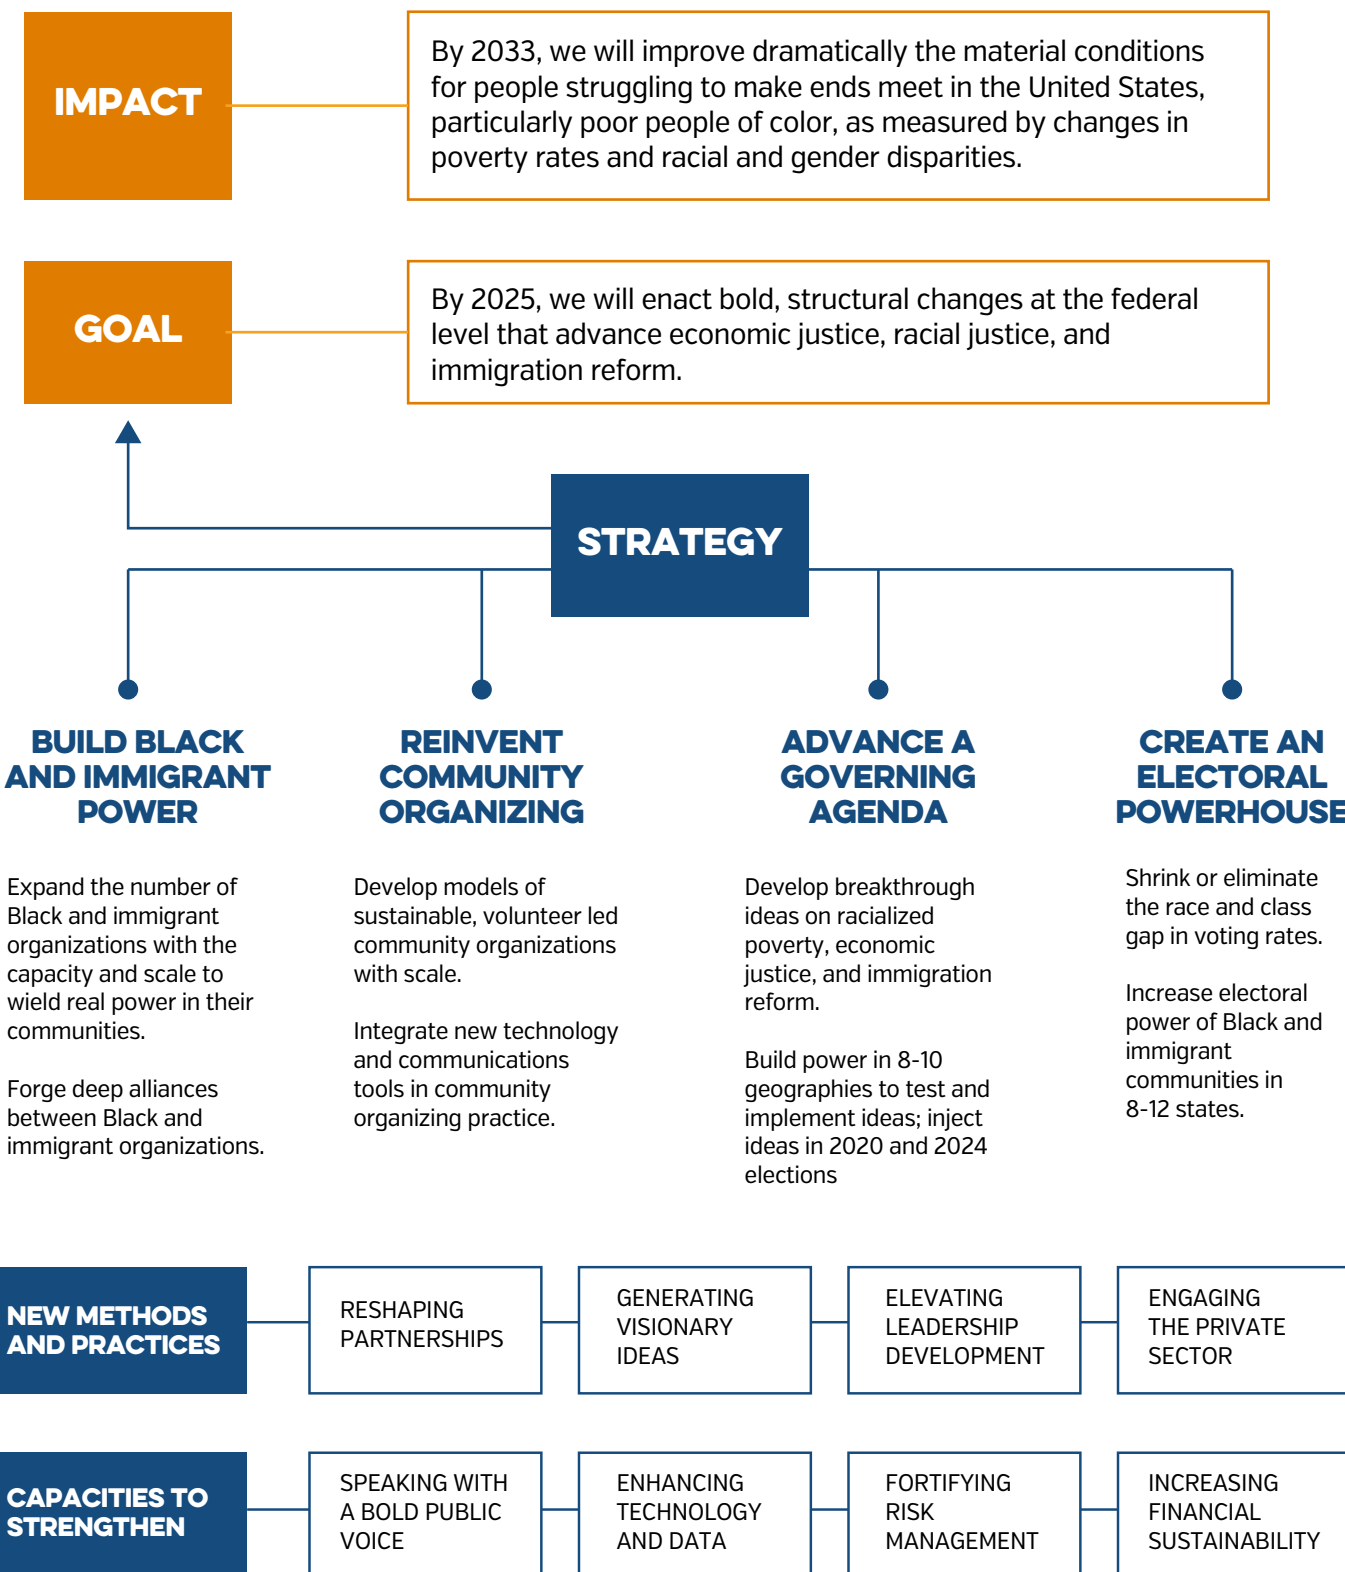 IMPACT
By 2033, we will improve dramatically the material conditions
for people struggling to make ends meet in the United States,
particularly poor people of color, as measured by changes in
poverty rates and racial and gender disparities.
GOAL
By 2025, we will enact bold, structural changes at the federal
level that advance economic justice, racial justice, and
immigration reform.
STRATEGY
BUILD BLACK
AND IMMIGRANT
POWER
Expand the number of
Black and immigrant
organizations with the
capacity and scale to
wield real power in their
communities.
Forge deep alliances
between Black and
immigrant organizations.
REINVENT
COMMUNITY
ORGANIZING
Develop models of
sustainable, volunteer led
community organizations
with scale.
Integrate new technology
and communications
tools in community
organizing practice.
ADVANCE A
GOVERNING
AGENDA
Develop breakthrough
ideas on racialized
poverty, economic
justice, and immigration
reform.
Build power in 8-10
geographies to test and
implement ideas; inject
ideas in 2020 and 2024
elections
CREATE AN
ELECTORAL
POWERHOUSE
Shrink or eliminate
the race and class
gap in voting rates.
Increase electoral
power of Black and
immigrant
communities in
8-12 states.
NEW METHODS
AND PRACTICES
RESHAPING
PARTNERSHIPS
GENERATING
VISIONARY
IDEAS
ELEVATING
LEADERSHIP
DEVELOPMENT
ENGAGING
THE PRIVATE
SECTOR
CAPACITIES TO
STRENGTHEN
SPEAKING WITH
A BOLD PUBLIC
VOICE
ENHANCING
TECHNOLOGY
AND DATA
FORTIFYING
RISK
MANAGEMENT
INCREASING
FINANCIAL
SUSTAINABILITY